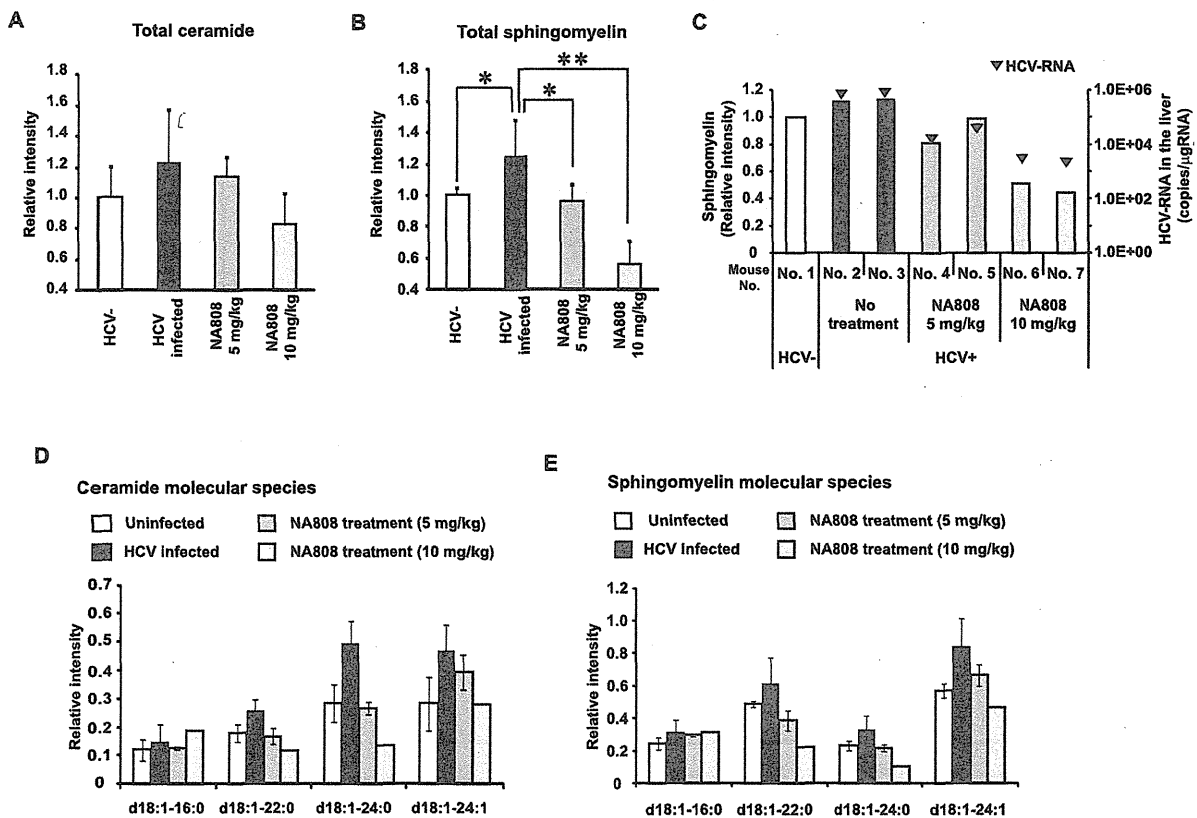 A
Total ceramide
Relative intensity
1.8
1.6
1.4
1.2
1.0
0.8
0.6
0.4
HCV-
HCV infected
NA808 5 mg/kg
NA808 10 mg/kg
B
Total sphingomyelin
Relative intensity
1.8
1.6
1.4
1.2
1.0
0.8
0.6
0.4
*
*
**
HCV-
HCV infected
NA808 5 mg/kg
NA808 10 mg/kg
C
HCV-RNA
Sphingomyelin
(Relative intensity)
1.2
1.0
0.8
0.6
0.4
0.2
0
1.0E+06
1.0E+04
1.0E+02
1.0E+00
HCV-RNA in the liver
(copies/μgRNA)
Mouse No.
No. 1 No. 2 No. 3 No. 4 No. 5 No. 6 No. 7
No treatment
NA808 5 mg/kg
NA808 10 mg/kg
HCV- HCV+
D
Ceramide molecular species
Uninfected NA808 treatment (5 mg/kg)
HCV infected NA808 treatment (10 mg/kg)
Relative intensity
0.7
0.6
0.5
0.4
0.3
0.2
0.1
0
d18:1-16:0 d18:1-22:0 d18:1-24:0 d18:1-24:1
E
Sphingomyelin molecular species
Uninfected NA808 treatment (5 mg/kg)
HCV infected NA808 treatment (10 mg/kg)
Relative intensity
1.2
1.0
0.8
0.6
0.4
0.2
0
d18:1-16:0 d18:1-22:0 d18:1-24:0 d18:1-24:1